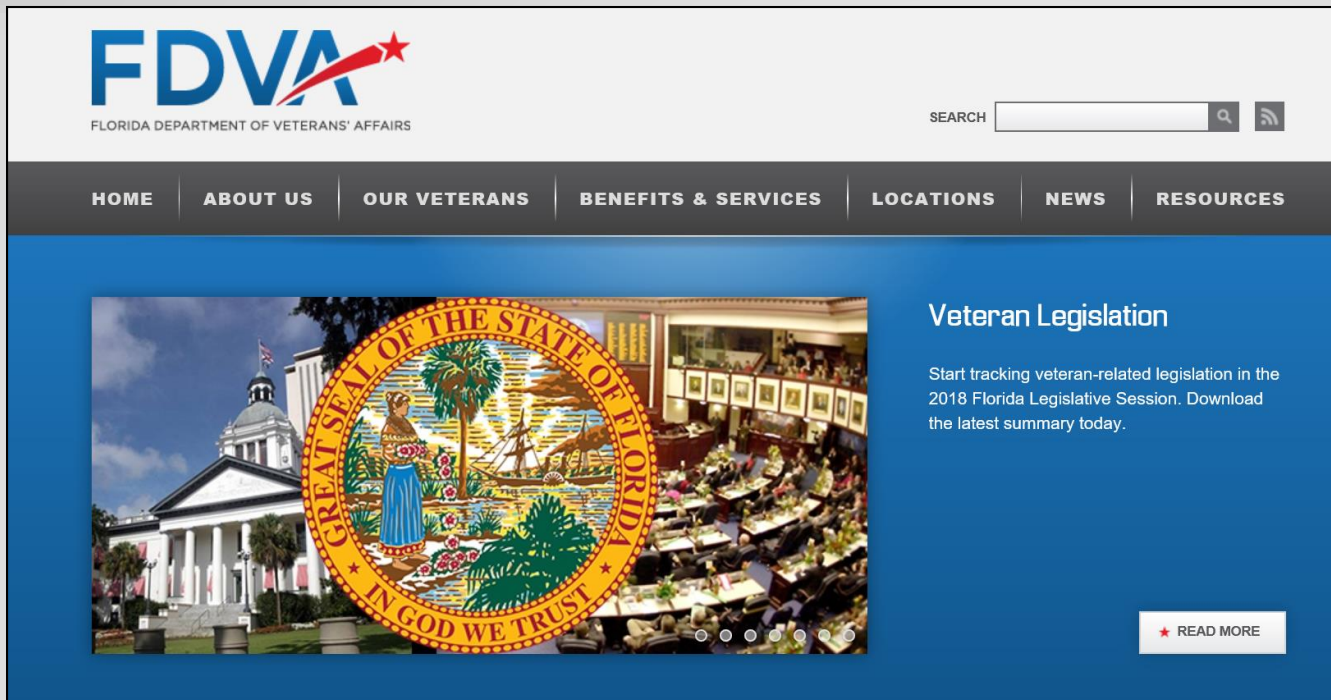 FDVA
FLORIDA DEPARTMENT OF VETERANS' AFFAIRS
SEARCH
HOME
ABOUT US
OUR VETERANS
BENEFITS & SERVICES
LOCATIONS
NEWS
RESOURCES
GREAT SEAL OF THE STATE OF FLORIDA
IN GOD WE TRUST
Veteran Legislation
Start tracking veteran-related legislation in the
2018 Florida Legislative Session. Download
the latest summary today.
READ MORE